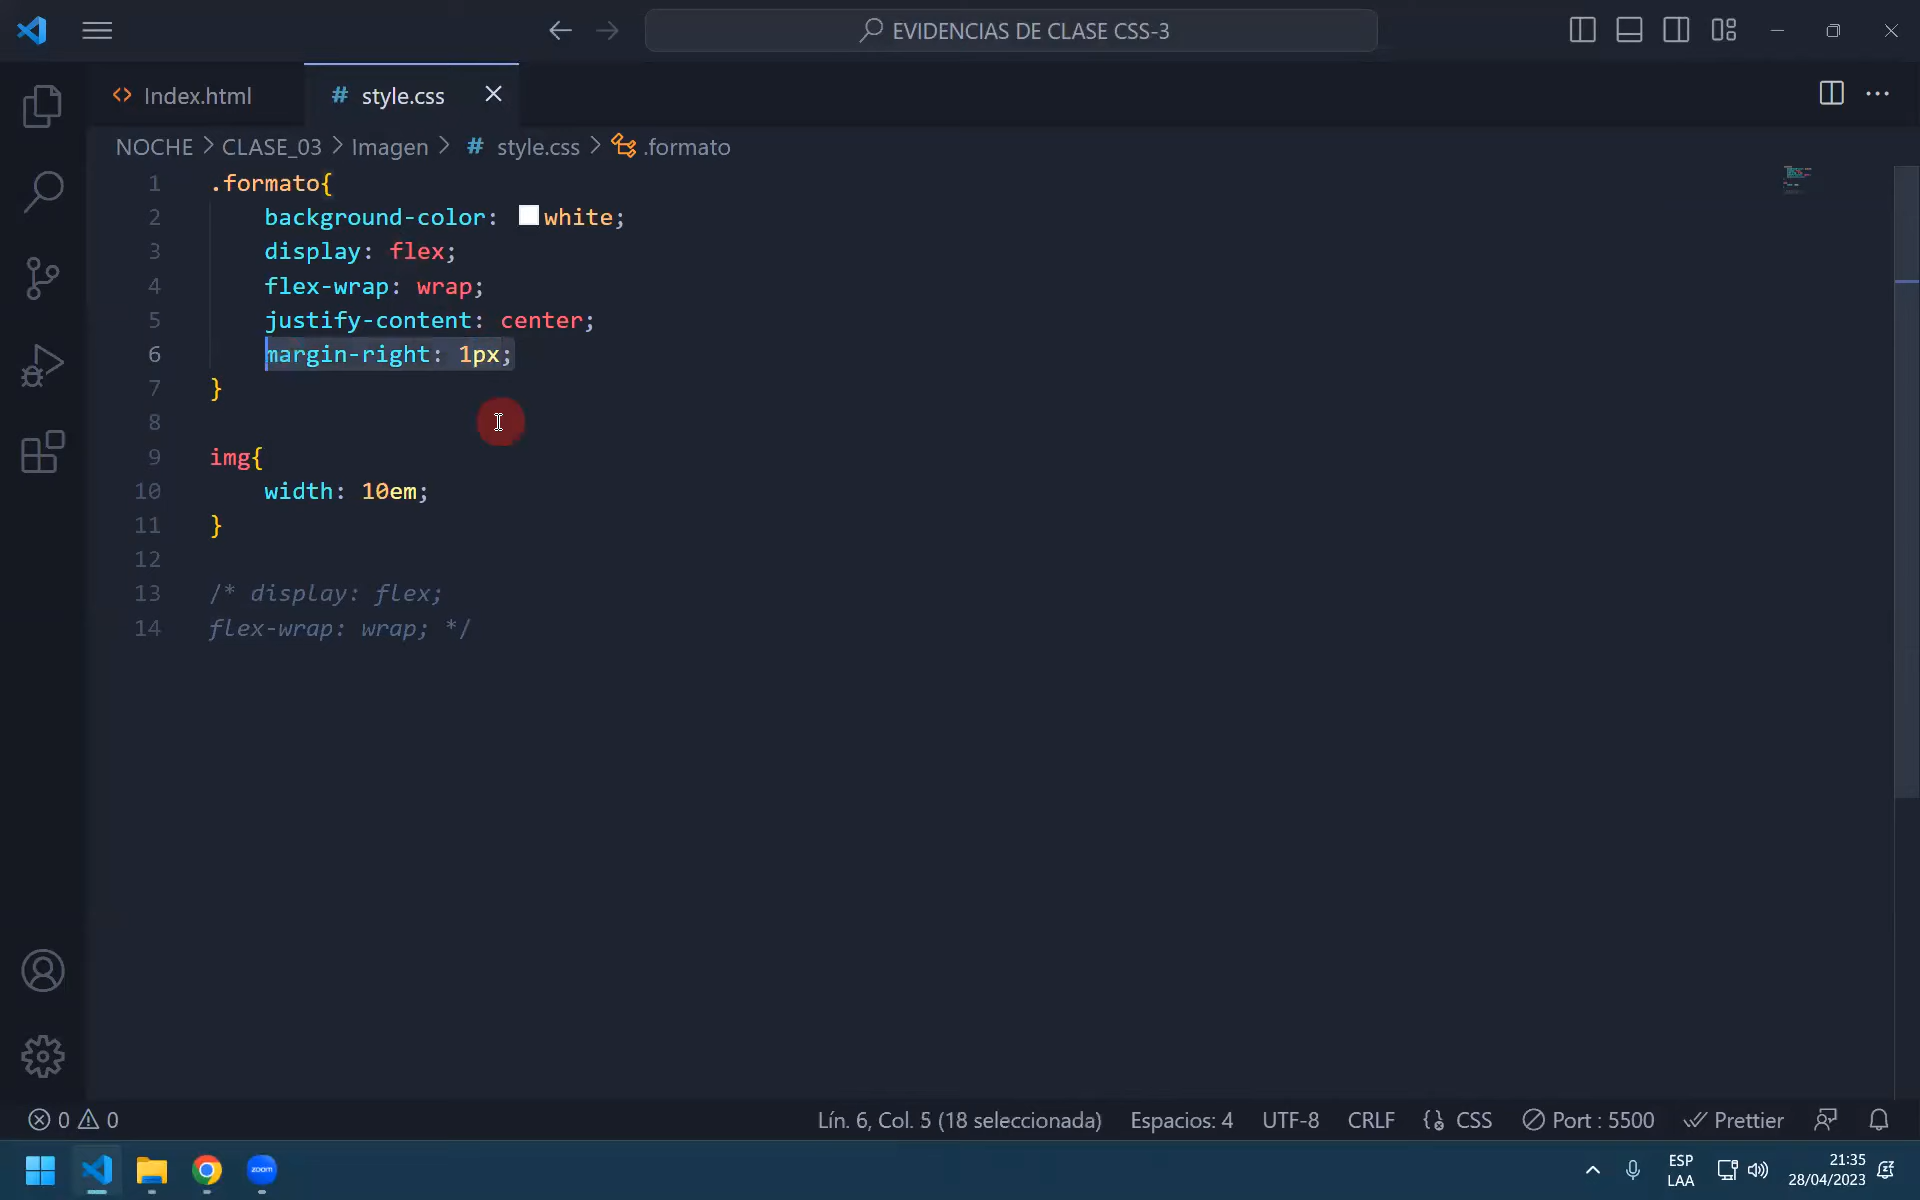 EVIDENCIAS DE CLASE CSS-3
Index.html
# style.css
NOCHE > CLASE_03 > Imagen > # style.css > .formato
1 .formato{
2 background-color: white;
3 display: flex;
4 flex-wrap: wrap;
5 justify-content: center;
6 margin-right: 1px;
7 }
8
9 img{
10 width: 10em;
11 }
12
13 /* display: flex;
14 flex-wrap: wrap; */
0 0 Lín. 6, Col. 5 (18 seleccionada) Espacios: 4 UTF-8 CRLF {} CSS Port : 5500 Prettier
zoom
ESP
LAA
21:35
28/04/2023